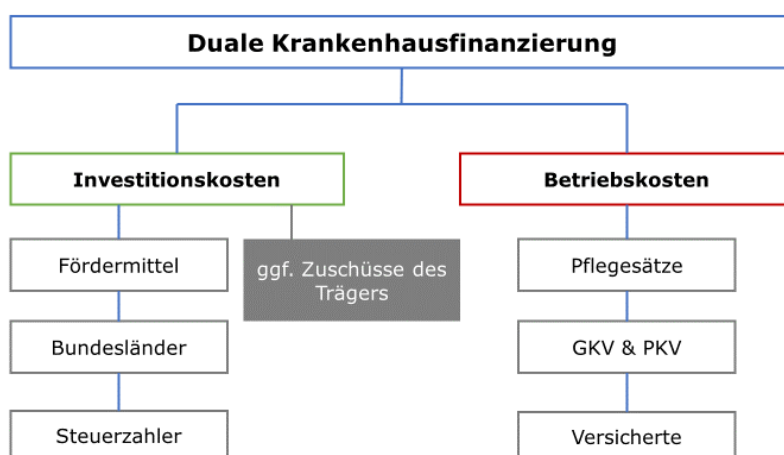 Duale Krankenhausfinanzierung
Investitionskosten
Betriebskosten
Fördermittel
ggf. Zuschüsse des
Trägers
Pflegesätze
Bundesländer
GKV & PKV
Steuerzahler
Versicherte